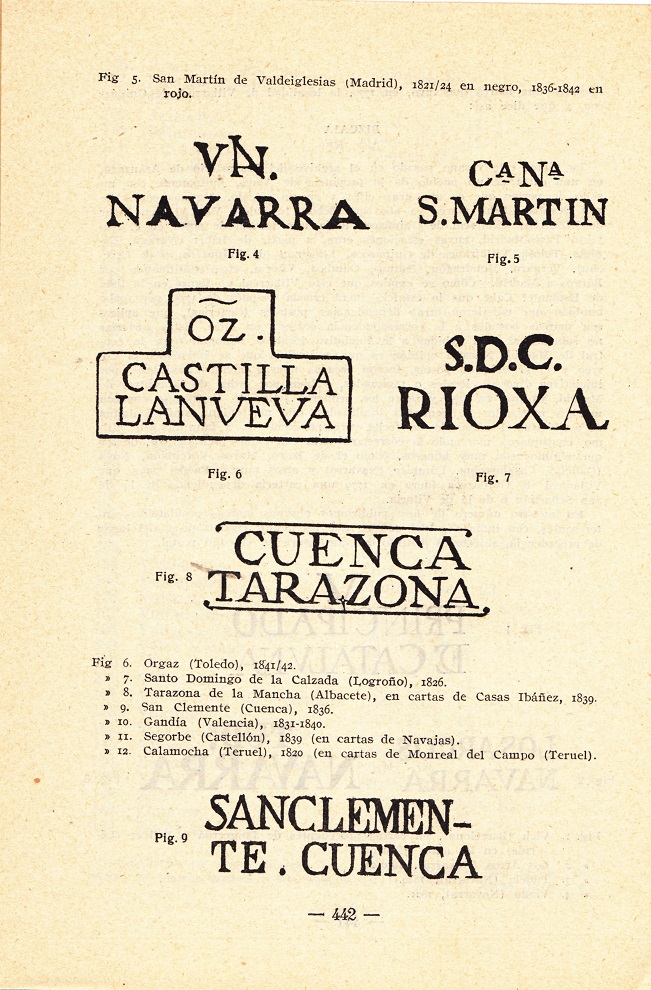 Fig 5. San Martín de Valdeiglesias (Madrid), 1821/24 en negro, 1836-1842 en
rojo.
VN.
NAVARRA
Fig. 4
CANA
S.MARTIN
Fig. 5
OZ.
CASTILLA
LANUEVA
Fig. 6
S.D.C.
RIOXA
Fig. 7
CUENCA
TARAZONA
Fig. 8
Fig 6. Orgaz (Toledo), 1841/42.
» 7. Santo Domingo de la Calzada (Logroño), 1826.
» 8. Tarazona de la Mancha (Albacete), en cartas de Casas Ibáñez, 1839.
» 9. San Clemente (Cuenca), 1836.
» 10. Gandía (Valencia), 1831-1840.
» 11. Segorbe (Castellón), 1839 (en cartas de Navajas).
» 12. Calamocha (Teruel), 1820 (en cartas de Monreal del Campo (Teruel).
SANCLEMEN-
TE. CUENCA
Pig. 9
— 442 —